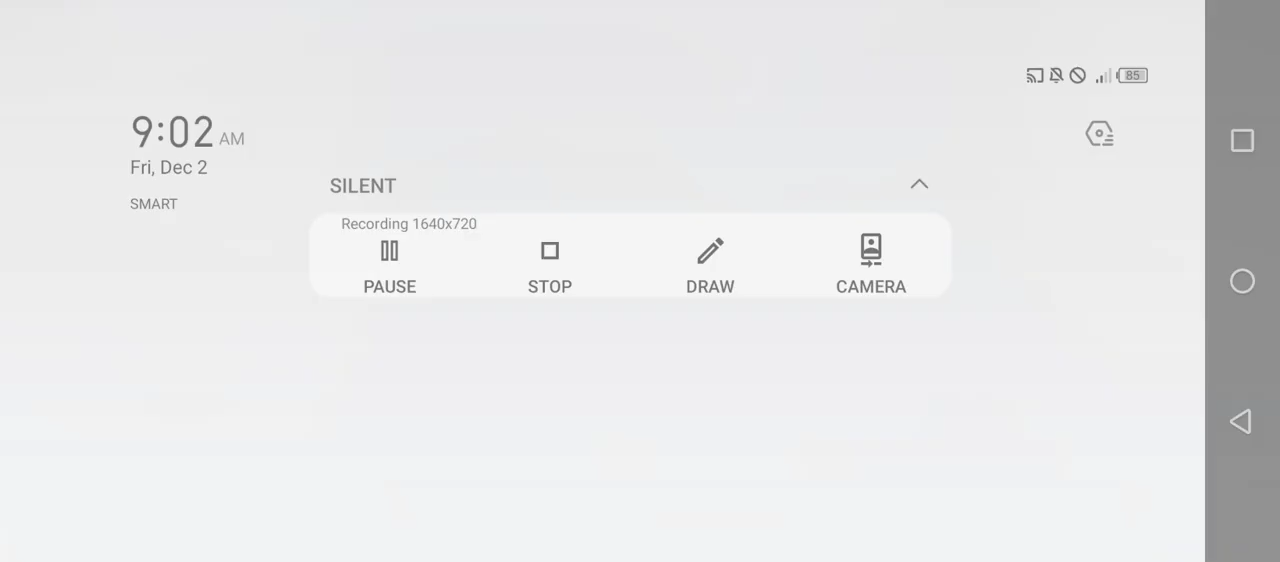 85
9:02 AM
Fri, Dec 2
SMART
SILENT
Recording 1640x720
PAUSE STOP DRAW CAMERA